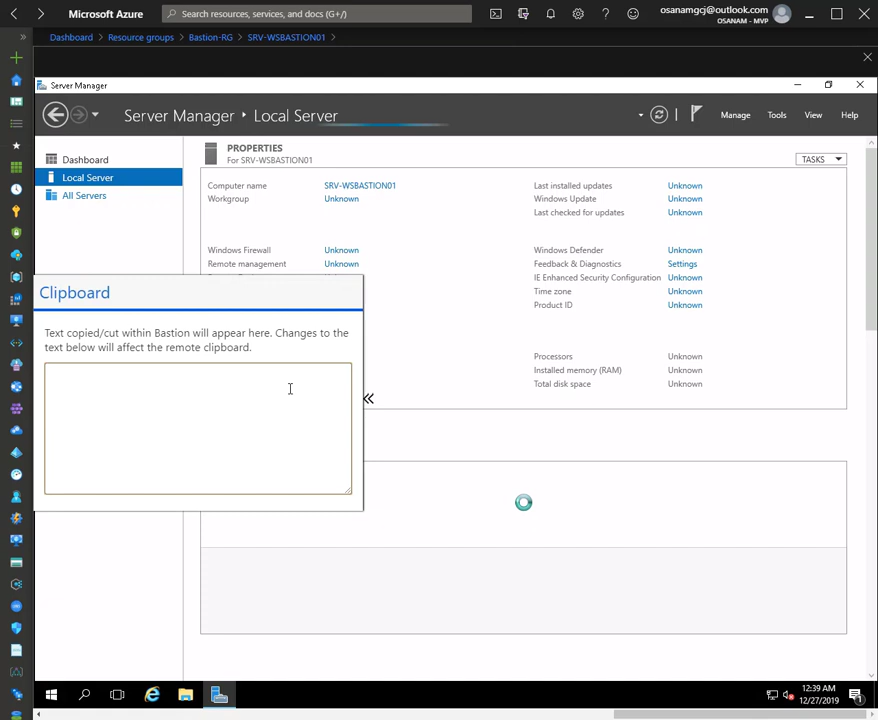 Microsoft Azure
Search resources, services, and docs (G+/)
osanamgcj@outlook.com
OSANAM - MVP
Dashboard > Resource groups > Bastion-RG > SRV-WSBASTION01 >
Server Manager
Server Manager ‣ Local Server
Manage Tools View Help
Dashboard
Local Server
All Servers
PROPERTIES
For SRV-WSBASTION01
TASKS
Computer name SRV-WSBASTION01
Workgroup Unknown
Last installed updates Unknown
Windows Update Unknown
Last checked for updates Unknown
Windows Firewall Unknown
Remote management Unknown
Windows Defender Unknown
Feedback & Diagnostics Settings
IE Enhanced Security Configuration Unknown
Time zone Unknown
Product ID Unknown
Processors Unknown
Installed memory (RAM) Unknown
Total disk space Unknown
Clipboard
Text copied/cut within Bastion will appear here. Changes to the
text below will affect the remote clipboard.
12:39 AM
12/27/2019
1